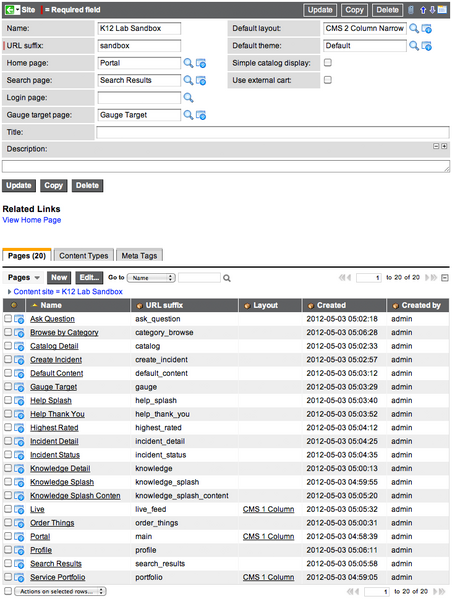 Site | = Required field Update Copy Delete
Name: K12 Lab Sandbox Default layout: CMS 2 Column Narrow
URL suffix: sandbox Default theme: Default
Home page: Portal Simple catalog display:
Search page: Search Results Use external cart:
Login page:
Gauge target page: Gauge Target
Title:
Description:
Update Copy Delete
Related Links
View Home Page
Pages (20) Content Types Meta Tags
Pages New Edit... Go to Name 1 to 20 of 20
Content site = K12 Lab Sandbox
Name URL suffix Layout Created Created by
Ask Question ask_question 2012-05-03 05:02:18 admin
Browse by Category category_browse 2012-05-03 05:06:28 admin
Catalog Detail catalog 2012-05-03 05:02:33 admin
Create Incident create_incident 2012-05-03 05:02:57 admin
Default Content default_content 2012-05-03 05:03:12 admin
Gauge Target gauge 2012-05-03 05:03:29 admin
Help Splash help_splash 2012-05-03 05:03:40 admin
Help Thank You help_thank_you 2012-05-03 05:03:52 admin
Highest Rated highest_rated 2012-05-03 05:04:12 admin
Incident Detail incident_detail 2012-05-03 05:04:25 admin
Incident Status incident_status 2012-05-03 05:04:35 admin
Knowledge Detail knowledge 2012-05-03 05:00:13 admin
Knowledge Splash knowledge_splash 2012-05-03 04:59:55 admin
Knowledge Splash Conten knowledge_splash_content 2012-05-03 05:05:20 admin
Live live_feed CMS 1 Column 2012-05-03 05:05:32 admin
Order Things order_things 2012-05-03 05:00:31 admin
Portal main CMS 1 Column 2012-05-03 04:58:39 admin
Profile profile 2012-05-03 05:06:11 admin
Search Results search_results 2012-05-03 05:05:58 admin
Service Portfolio portfolio CMS 1 Column 2012-05-03 04:59:05 admin
Actions on selected rows... 1 to 20 of 20